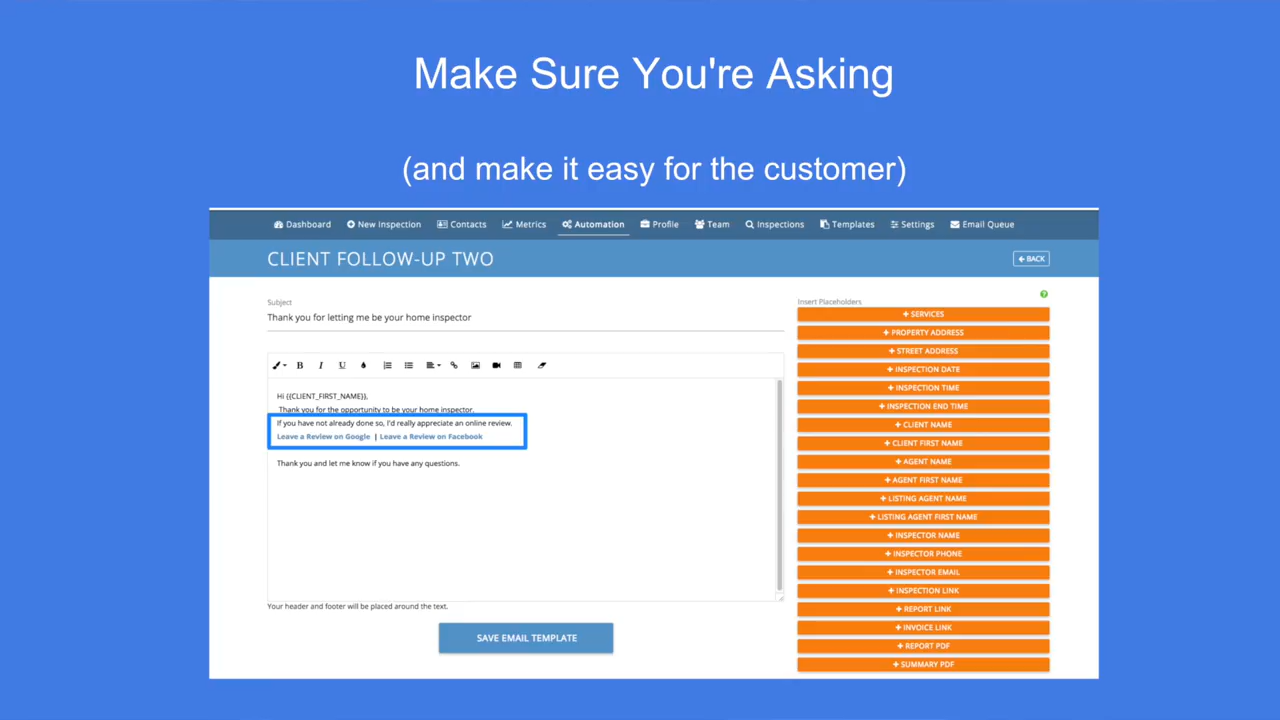 Make Sure You're Asking
(and make it easy for the customer)
Dashboard New Inspection Contacts Metrics Automation Profile Team Inspections Templates Settings Email Queue
CLIENT FOLLOW-UP TWO
BACK
Subject
Thank you for letting me be your home inspector
B I U
Hi {{CLIENT_FIRST_NAME}},
Thank you for the opportunity to be your home inspector.
If you have not already done so, I'd really appreciate an online review.
Leave a Review on Google | Leave a Review on Facebook
Thank you and let me know if you have any questions.
Your header and footer will be placed around the text.
SAVE EMAIL TEMPLATE
Insert Placeholders
+ SERVICES
+ PROPERTY ADDRESS
+ STREET ADDRESS
+ INSPECTION DATE
+ INSPECTION TIME
+ INSPECTION END TIME
+ CLIENT NAME
+ CLIENT FIRST NAME
+ AGENT NAME
+ AGENT FIRST NAME
+ LISTING AGENT NAME
+ LISTING AGENT FIRST NAME
+ INSPECTOR NAME
+ INSPECTOR PHONE
+ INSPECTOR EMAIL
+ INSPECTION LINK
+ REPORT LINK
+ INVOICE LINK
+ REPORT PDF
+ SUMMARY PDF